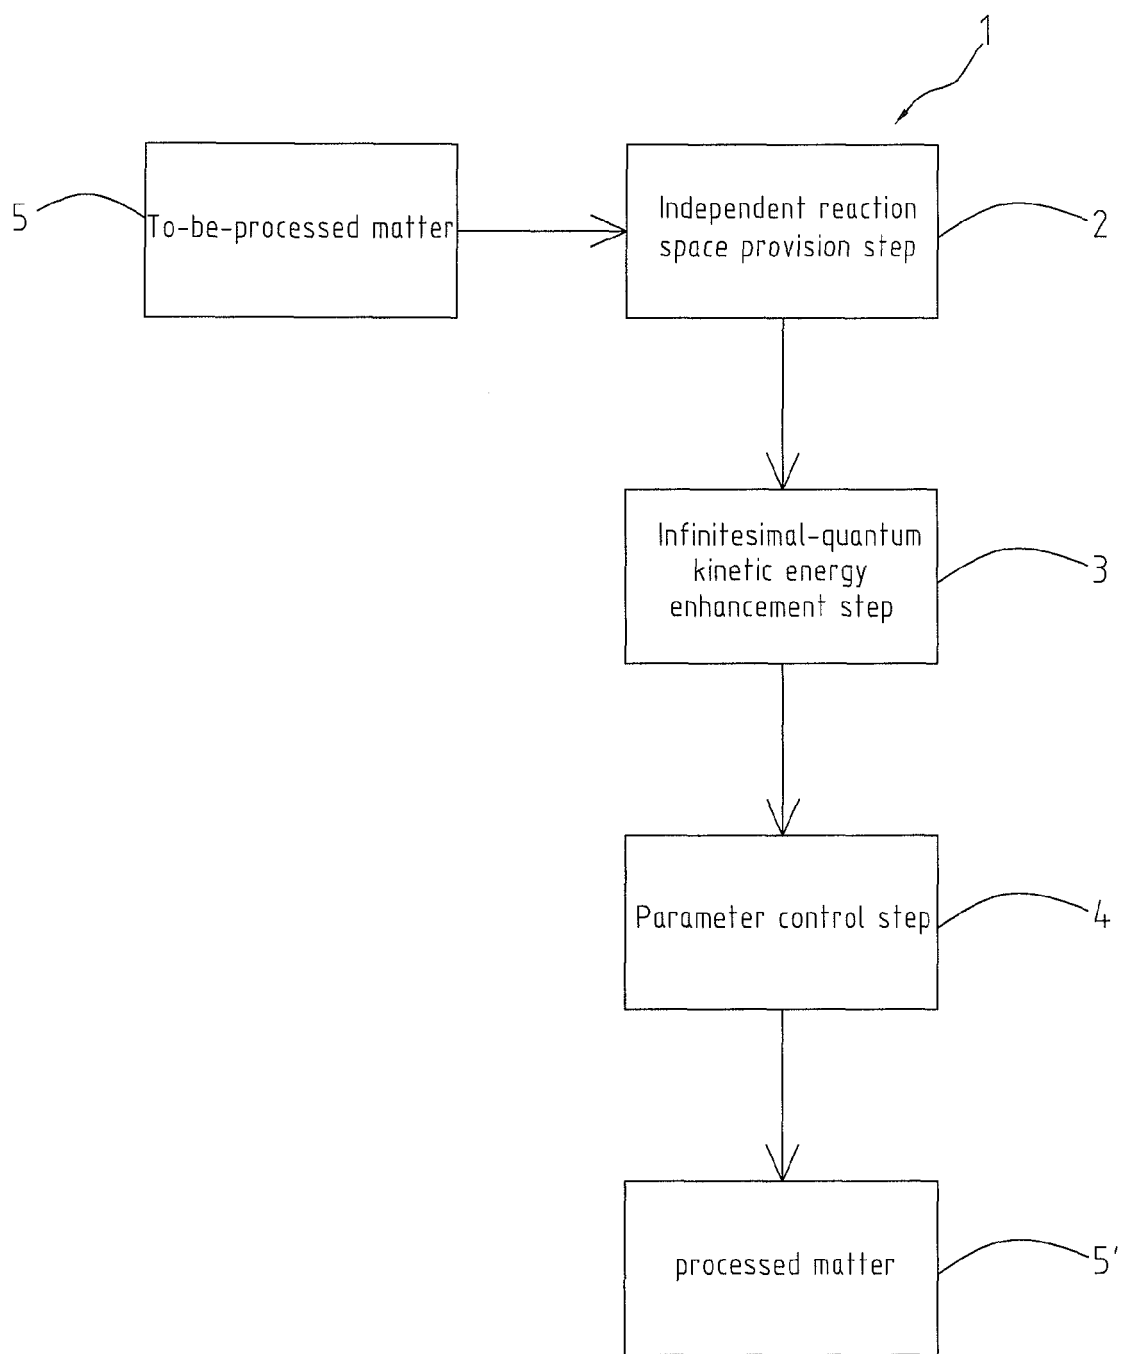 1
5
To-be-processed matter
Independent reaction
space provision step
2
Infinitesimal-quantum
kinetic energy
enhancement step
3
Parameter control step
4
processed matter
5'